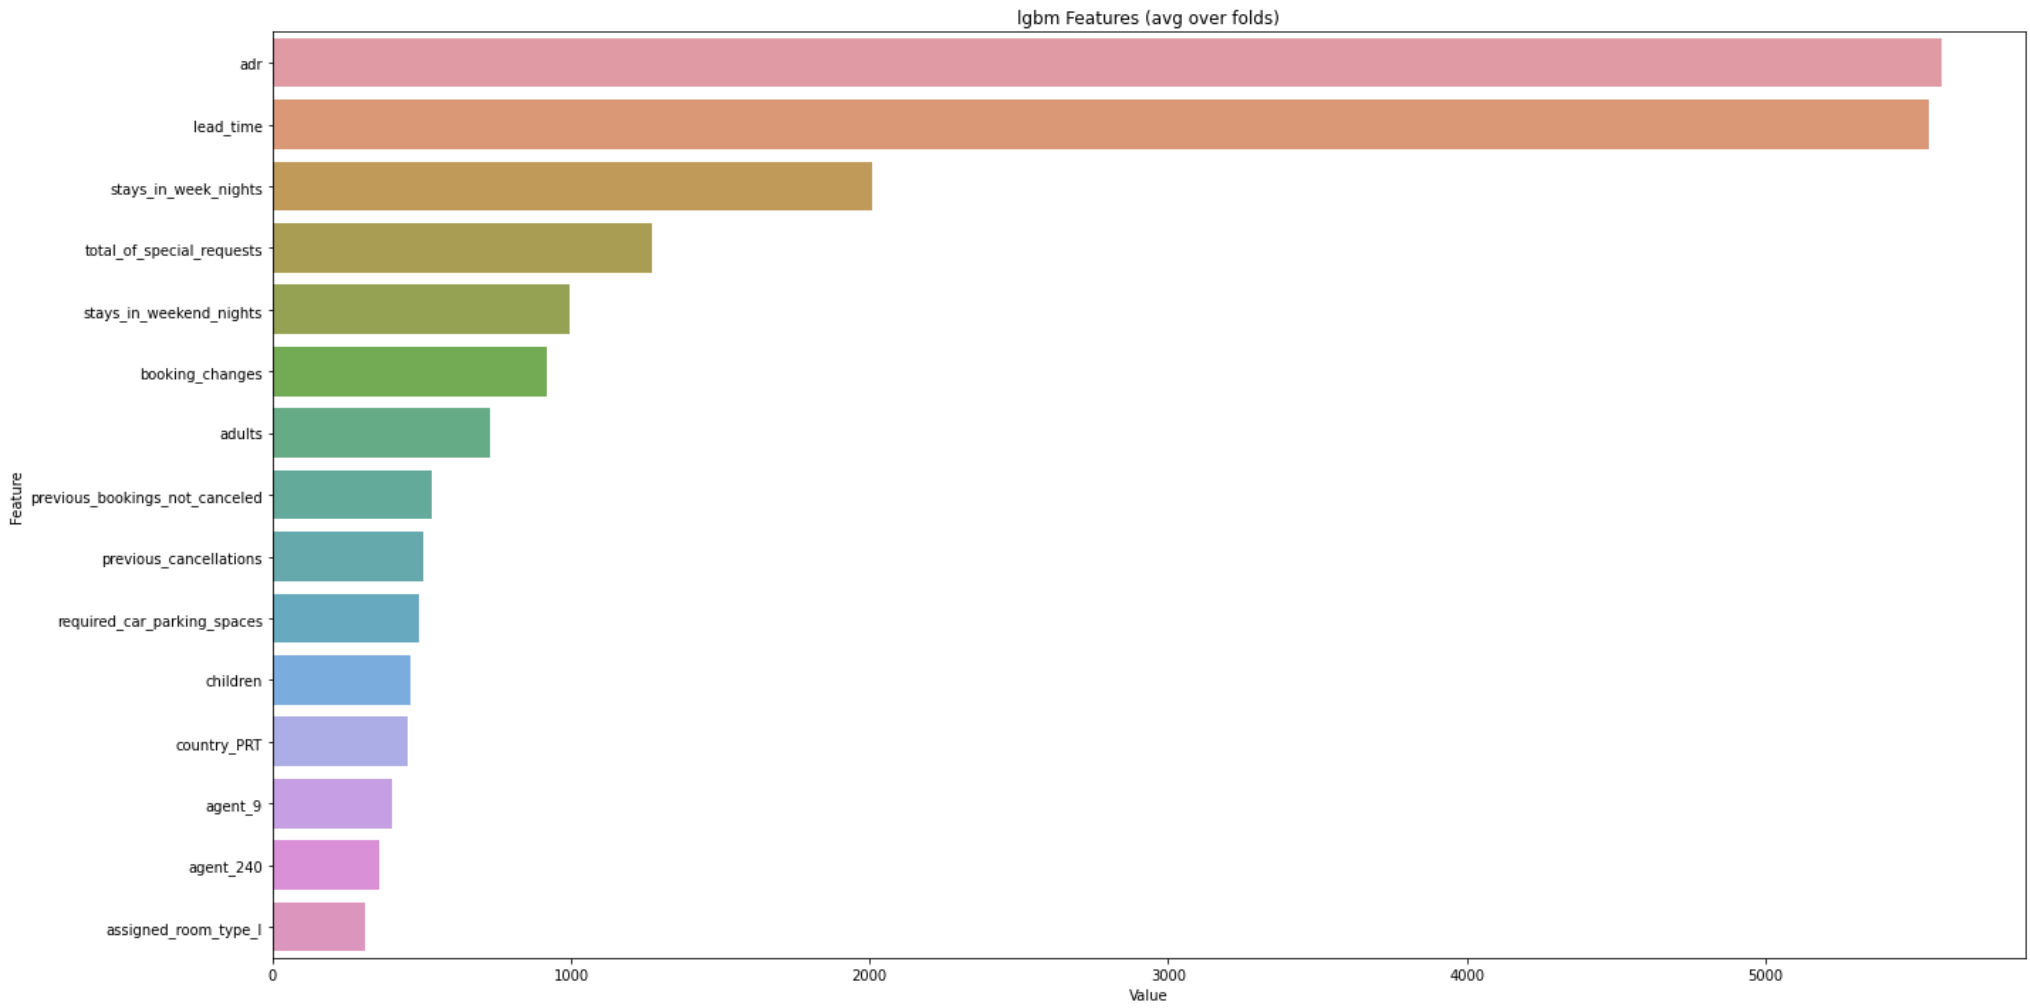 lgbm Features (avg over folds)
adr
lead_time
stays_in_week_nights
total_of_special_requests
stays_in_weekend_nights
booking_changes
adults
previous_bookings_not_canceled
previous_cancellations
required_car_parking_spaces
children
country_PRT
agent_9
agent_240
assigned_room_type_I
Feature
0 1000 2000 3000 4000 5000
Value